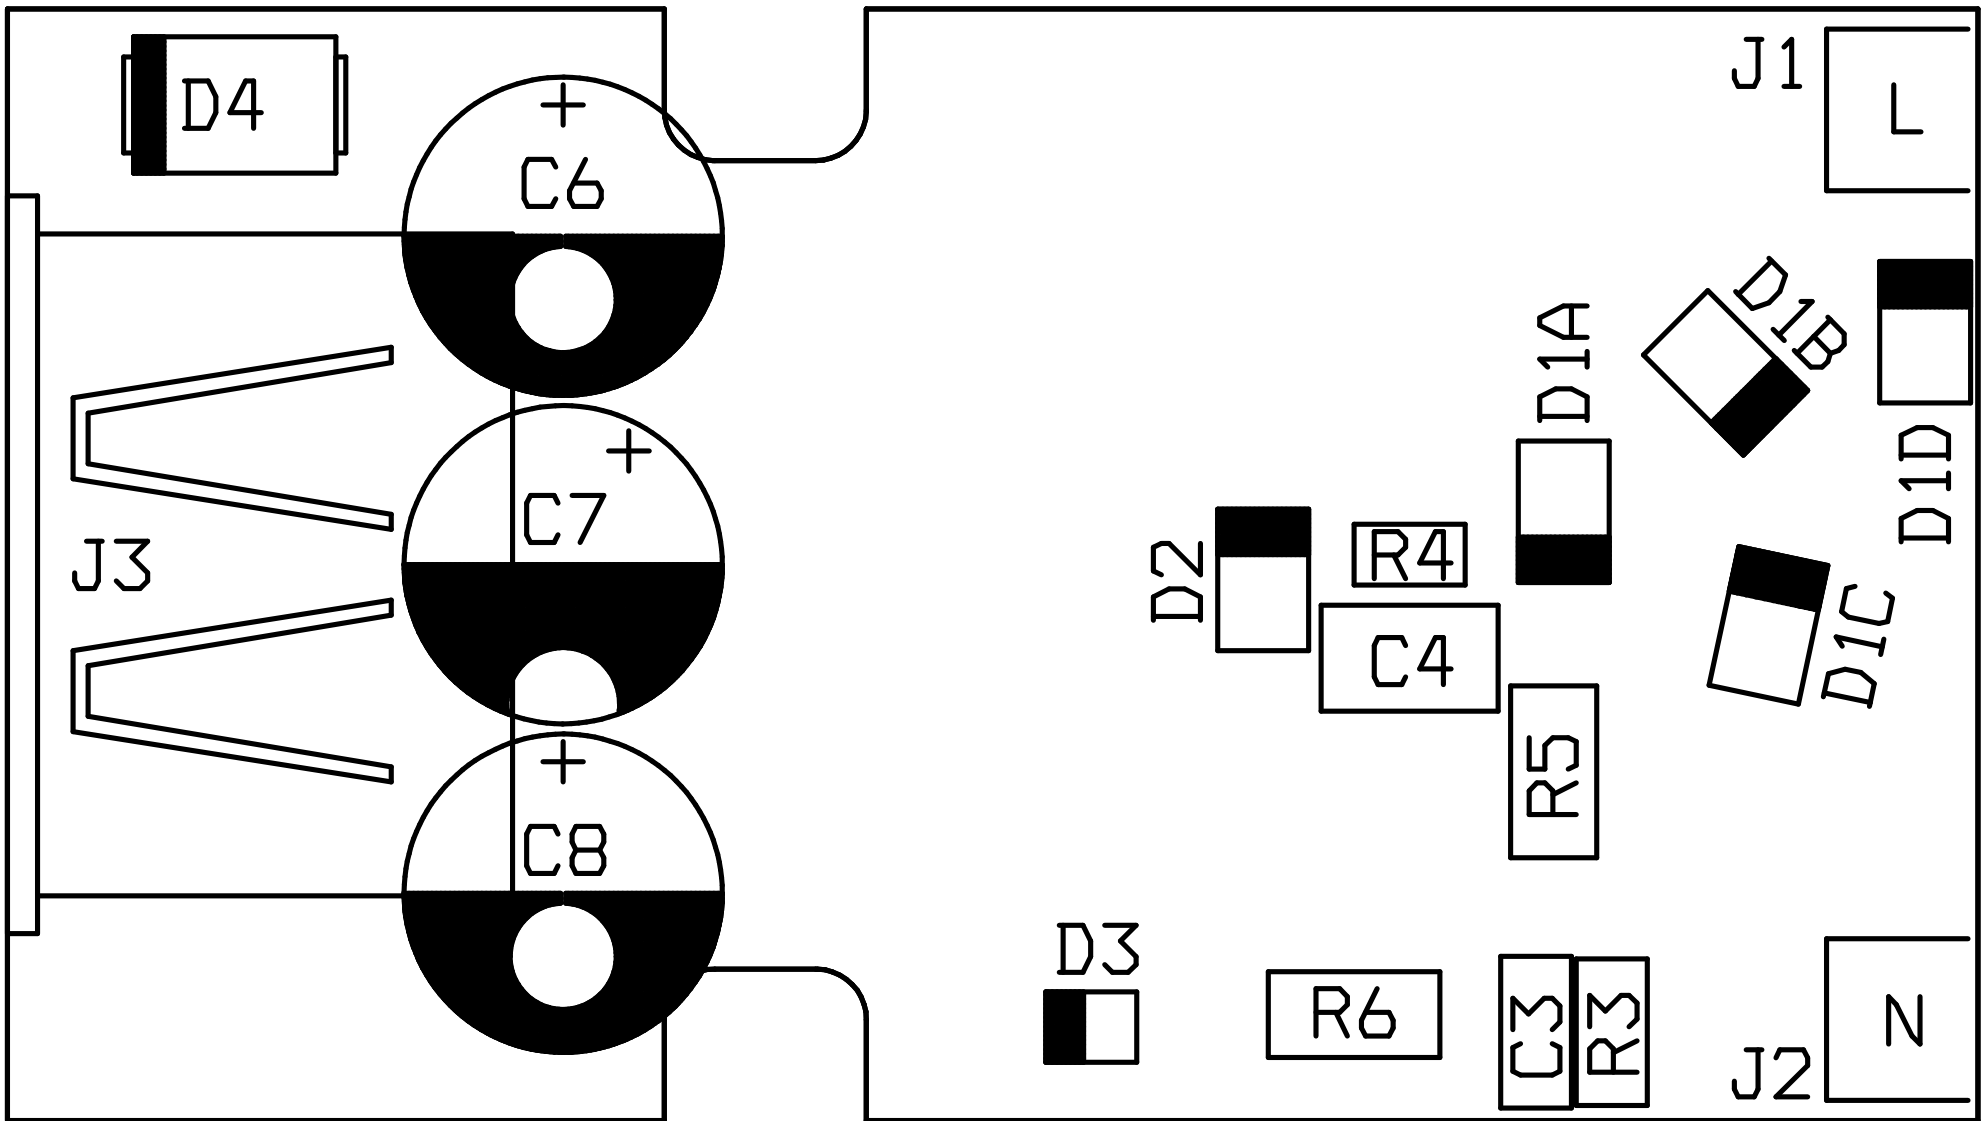 D4
+
C6
+
C7
+
C8
J3
J1
L
D1B
D1A
D1D
D2
R4
C4
D1C
R5
D3
R6
C3
R3
J2
N